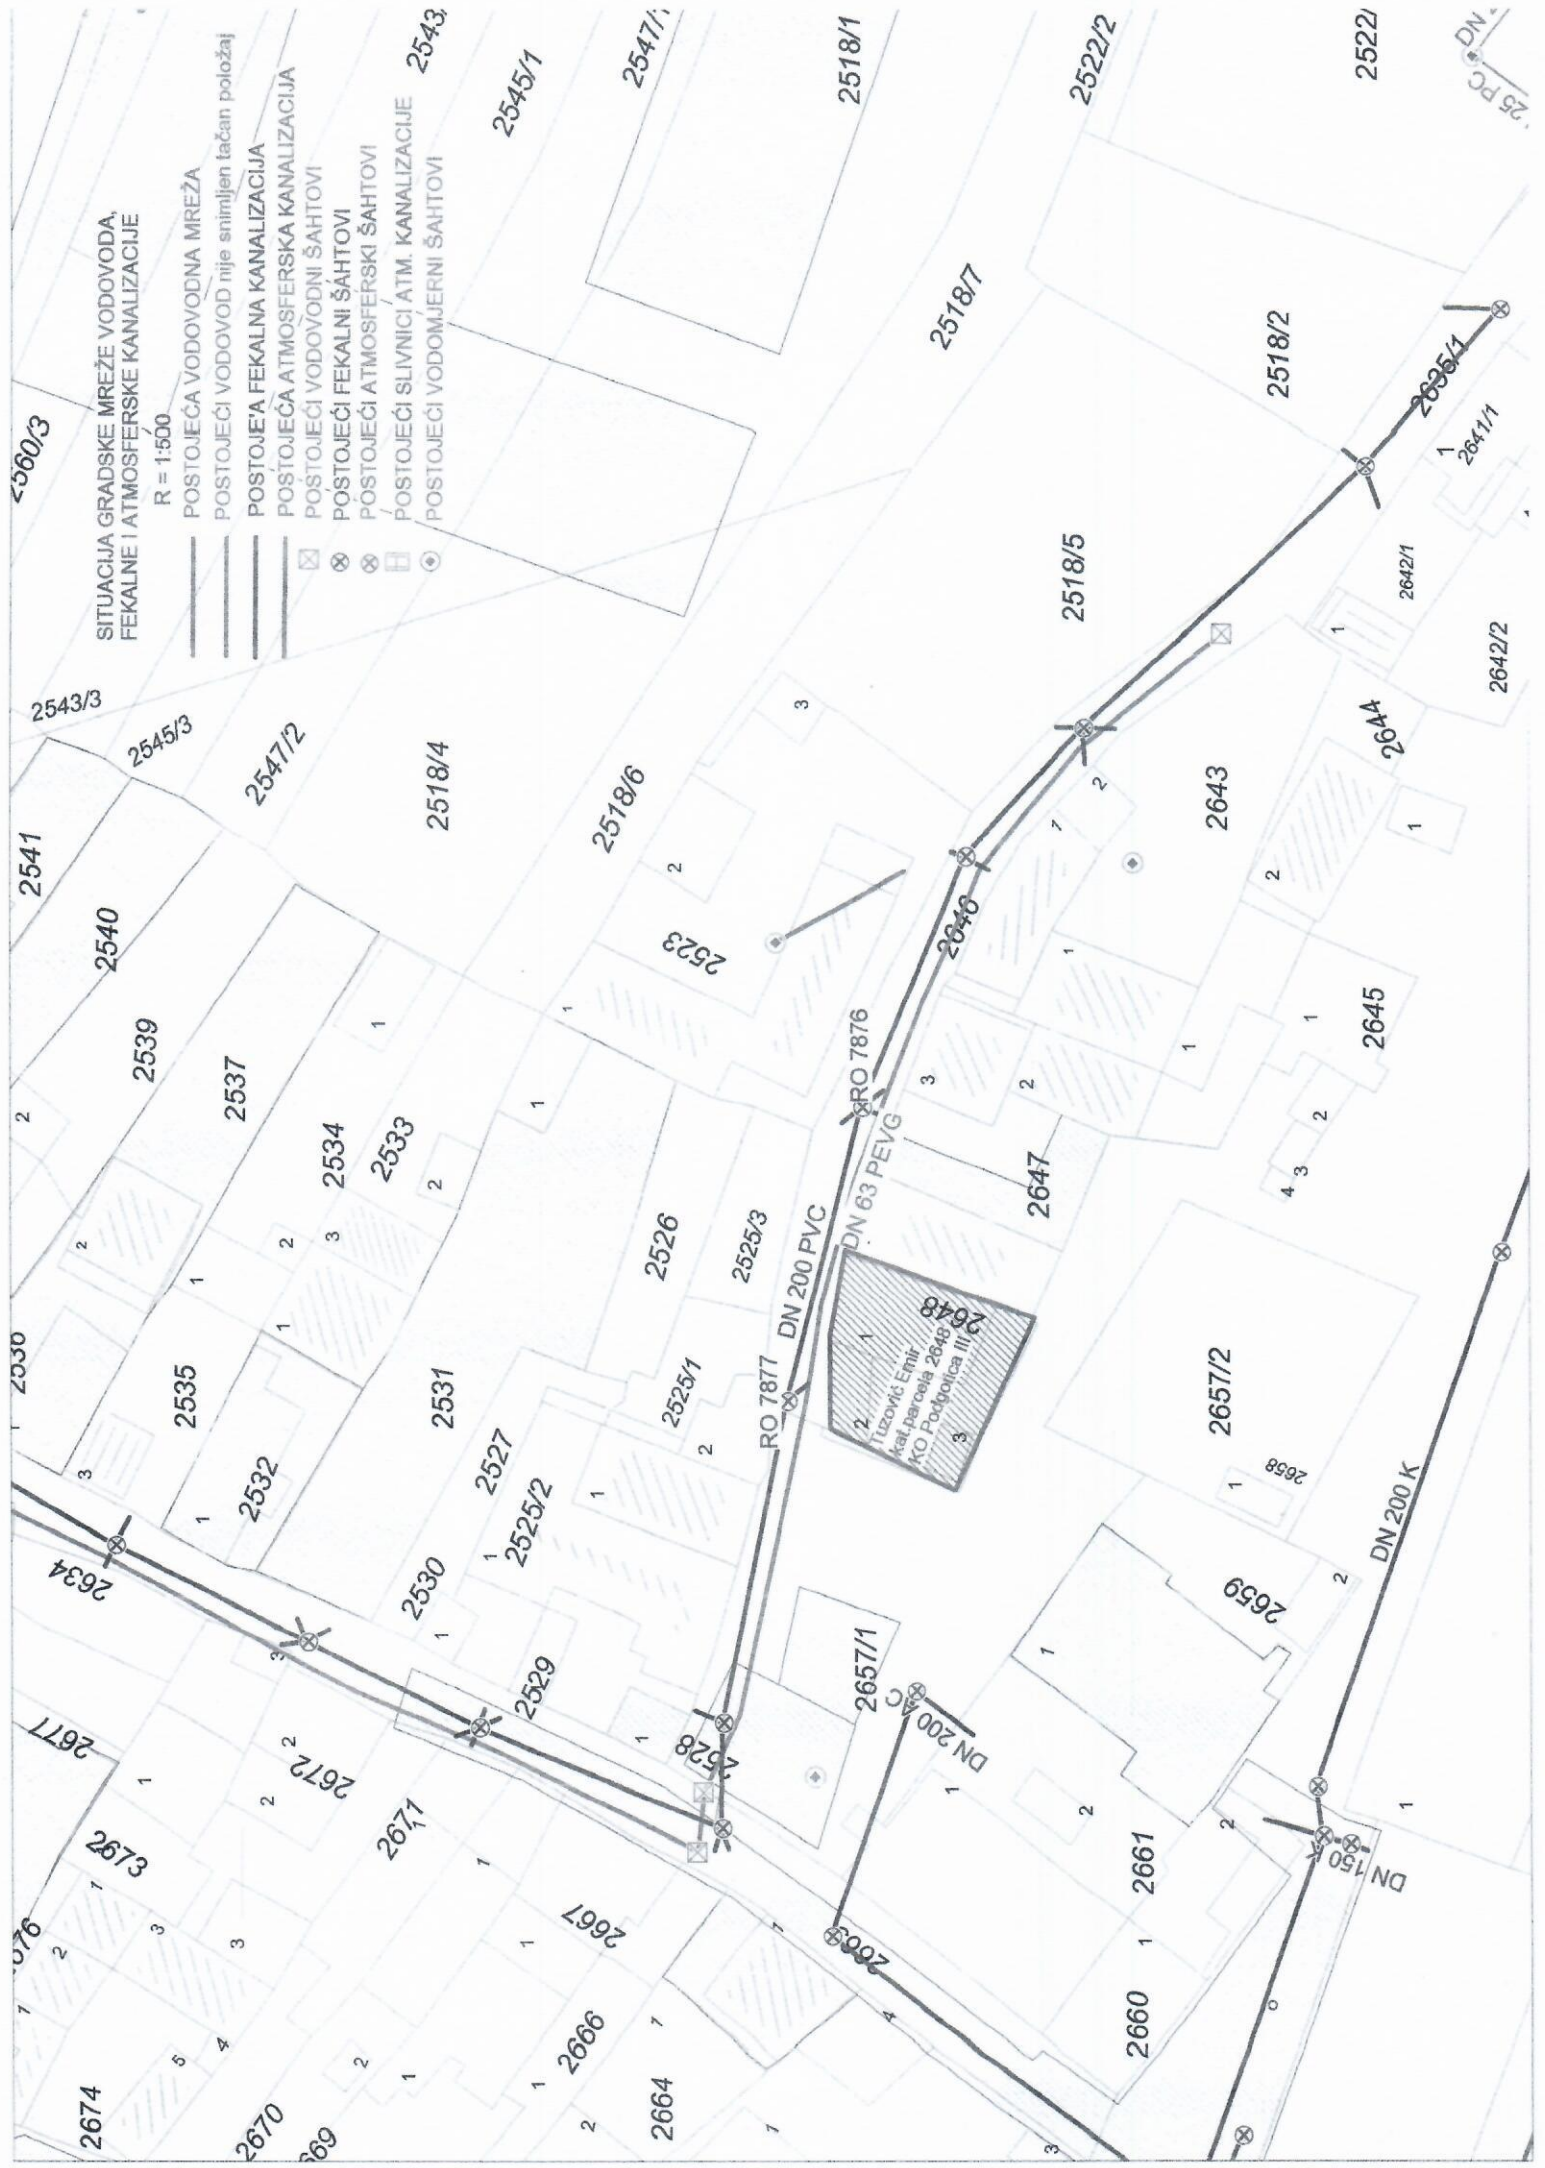 SITUACIJA GRADSKE MREŽE VODOVODA,
FEKALNE I ATMOSFERSKE KANALIZACIJE
R = 1:500
POSTOJEĆA VODOVODNA MREŽA
POSTOJEĆI VODOVOD nije snimljen tačan položaj
POSTOJE'A FEKALNA KANALIZACIJA
POSTOJEĆA ATMOSFERSKA KANALIZACIJA
POSTOJEĆI VODOVODNI ŠAHTOVI
POSTOJEĆI FEKALNI ŠAHTOVI
POSTOJEĆI ATMOSFERSKI ŠAHTOVI
POSTOJEĆI SLIVNICI ATM. KANALIZACIJE
POSTOJEĆI VODOMJERNI ŠAHTOVI
2560/3
2543/3
2545/3
2547/2
2545/1
2547/1
2518/1
2522/2
2522/
2518/7
2518/2
2518/5
2518/4
2518/6
2541
2540
2539
2537
2534
2533
2535
2532
2531
2527
2525/2
2530
2529
2528
2526
2525/3
2525/1
2523
2634
2677
2672
2673
2671
2667
2666
2664
2674
2670
2635/1
2641/1
2642/1
2642/2
2644
2643
2645
2646
2647
2648
Tuzović Emir
kat.parcela 2648
KO Podgorica III
RO 7876
RO 7877
DN 200 PVC
DN 63 PEVG
2657/2
2658
2659
2657/1
2661
2660
DN 200 AC
DN 200 K
DN 150 K